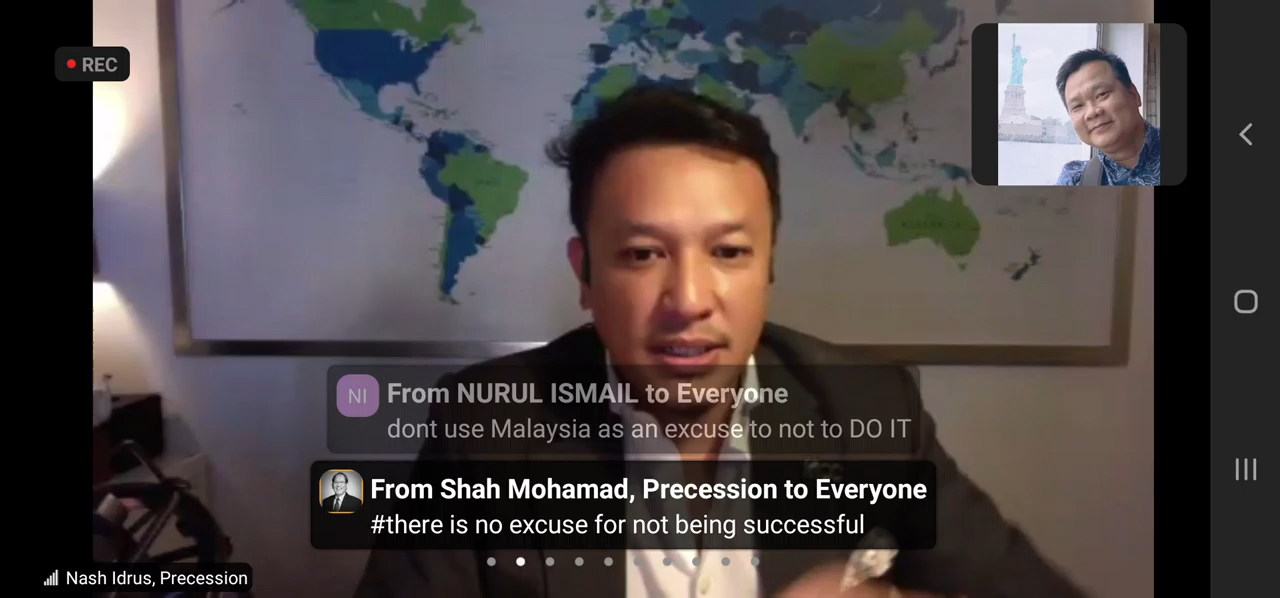 REC
NI
From NURUL ISMAIL to Everyone
dont use Malaysia as an excuse to not to DO IT
From Shah Mohamad, Precession to Everyone
#there is no excuse for not being successful
Nash Idrus, Precession